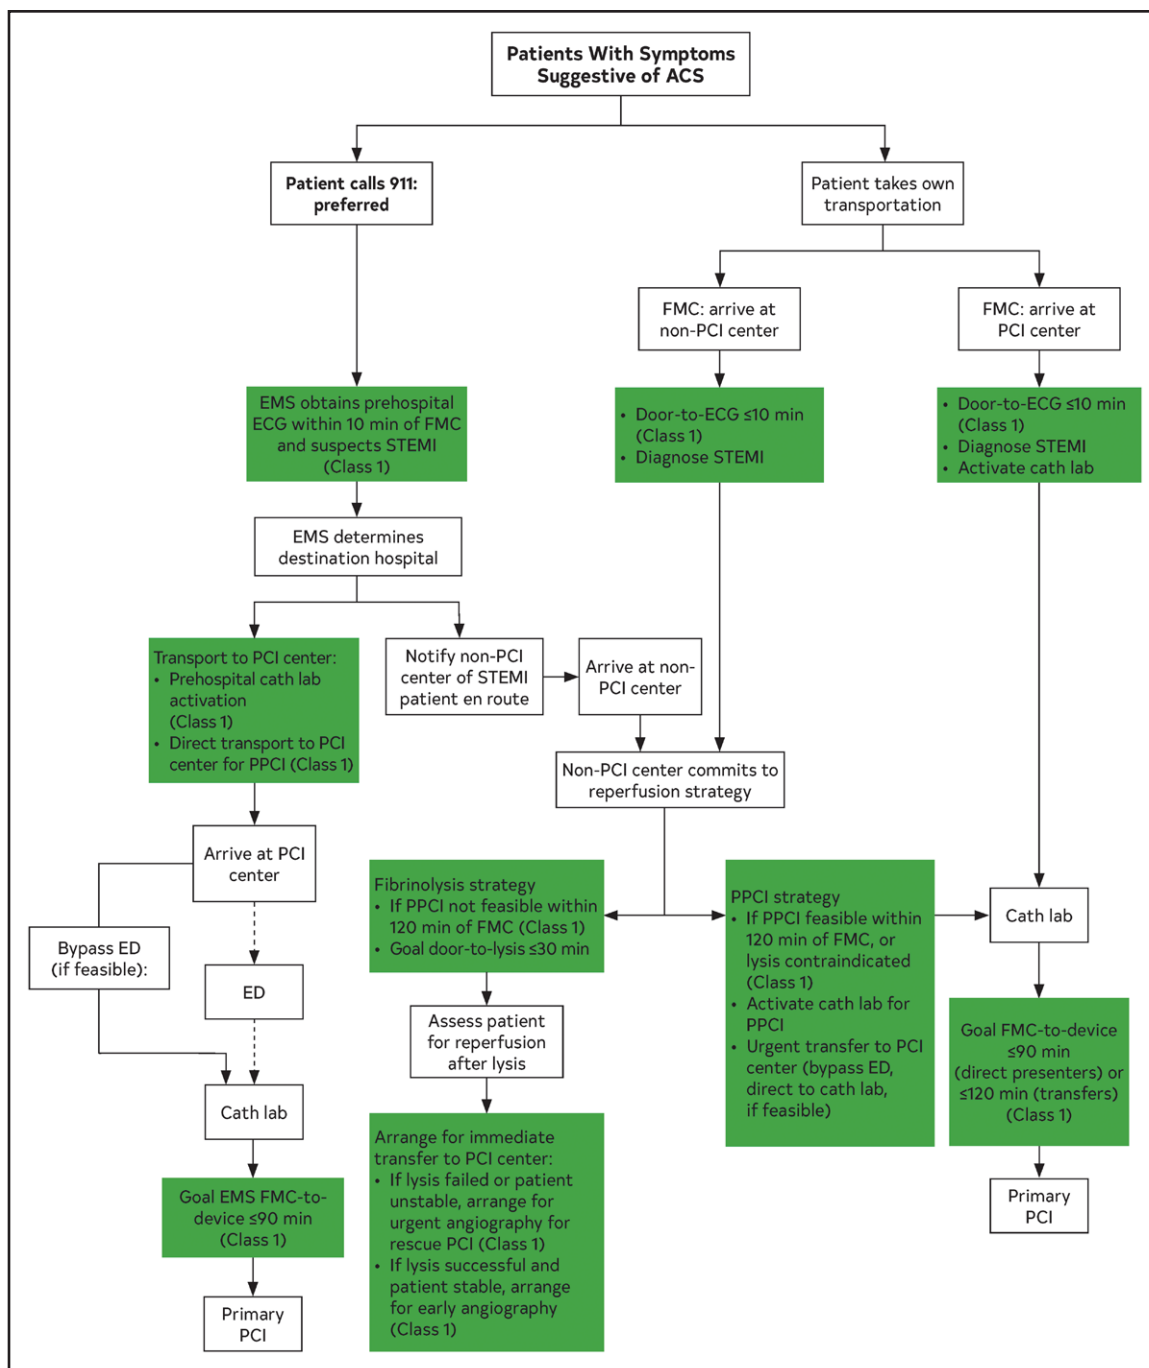 Patients With Symptoms
Suggestive of ACS
Patient calls 911:
preferred
Patient takes own
transportation
FMC: arrive at
non-PCI center
FMC: arrive at
PCI center
EMS obtains prehospital
ECG within 10 min of FMC
and suspects STEMI
(Class 1)
• Door-to-ECG ≤10 min
(Class 1)
• Diagnose STEMI
• Door-to-ECG ≤10 min
(Class 1)
• Diagnose STEMI
• Activate cath lab
EMS determines
destination hospital
Transport to PCI center:
• Prehospital cath lab
activation
(Class 1)
• Direct transport to PCI
center for PPCI (Class 1)
Notify non-PCI
center of STEMI
patient en route
Arrive at non-
PCI center
Non-PCI center commits to
reperfusion strategy
Arrive at PCI
center
Bypass ED
(if feasible):
ED
Cath lab
Goal EMS FMC-to-
device ≤90 min
(Class 1)
Primary
PCI
Fibrinolysis strategy
• If PPCI not feasible within
120 min of FMC (Class 1)
• Goal door-to-lysis ≤30 min
Assess patient
for reperfusion
after lysis
Arrange for immediate
transfer to PCI center:
• If lysis failed or patient
unstable, arrange for
urgent angiography for
rescue PCI (Class 1)
• If lysis successful and
patient stable, arrange
for early angiography
(Class 1)
PPCI strategy
• If PPCI feasible within
120 min of FMC, or
lysis contraindicated
(Class 1)
• Activate cath lab for
PPCI
• Urgent transfer to PCI
center (bypass ED,
direct to cath lab,
if feasible)
Cath lab
Goal FMC-to-device
≤90 min
(direct presenters) or
≤120 min (transfers)
(Class 1)
Primary
PCI